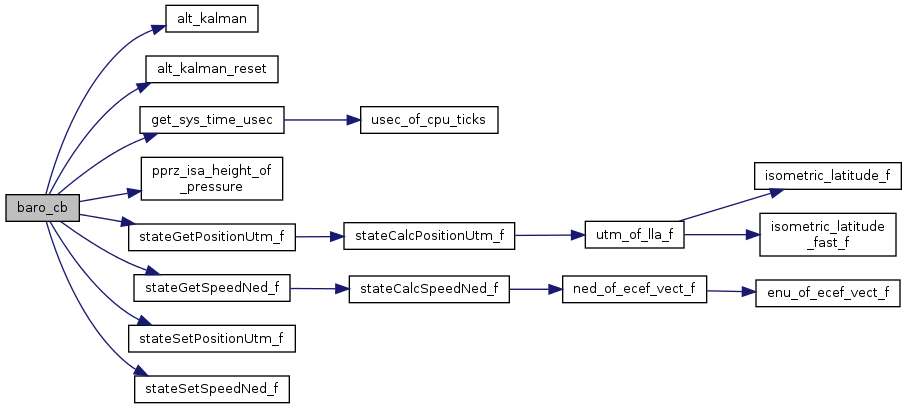 alt_kalman
alt_kalman_reset
get_sys_time_usec
usec_of_cpu_ticks
pprz_isa_height_of
_pressure
isometric_latitude_f
baro_cb
isometric_latitude
_fast_f
stateGetPositionUtm_f
stateCalcPositionUtm_f
utm_of_lla_f
stateGetSpeedNed_f
stateCalcSpeedNed_f
ned_of_ecef_vect_f
enu_of_ecef_vect_f
stateSetPositionUtm_f
stateSetSpeedNed_f